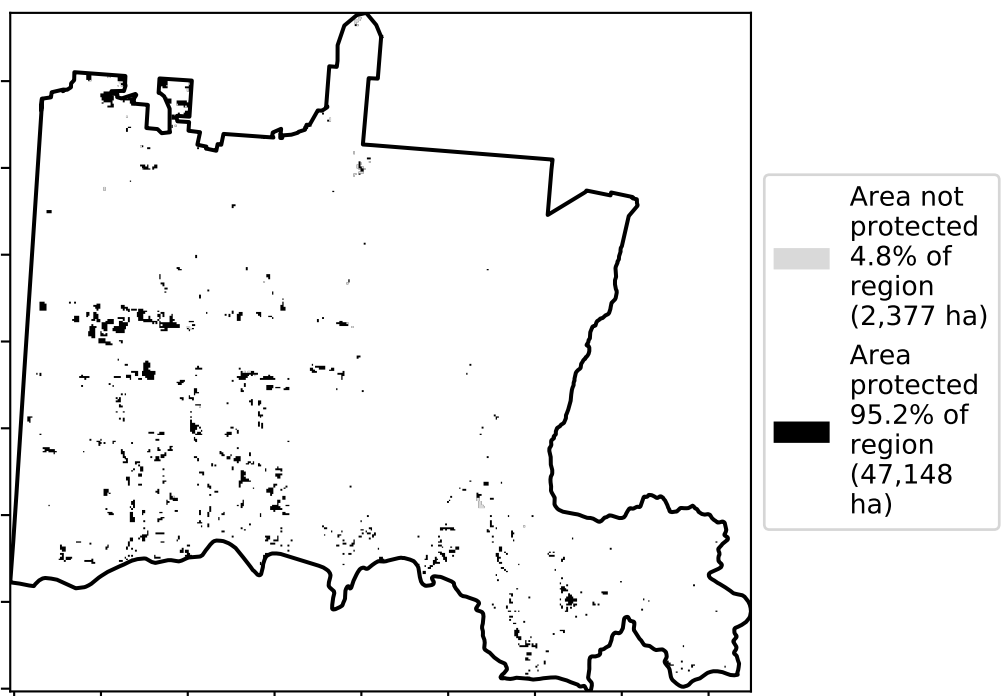 Area not
protected
4.8% of
region
(2,377 ha)
Area
protected
95.2% of
region
(47,148
ha)